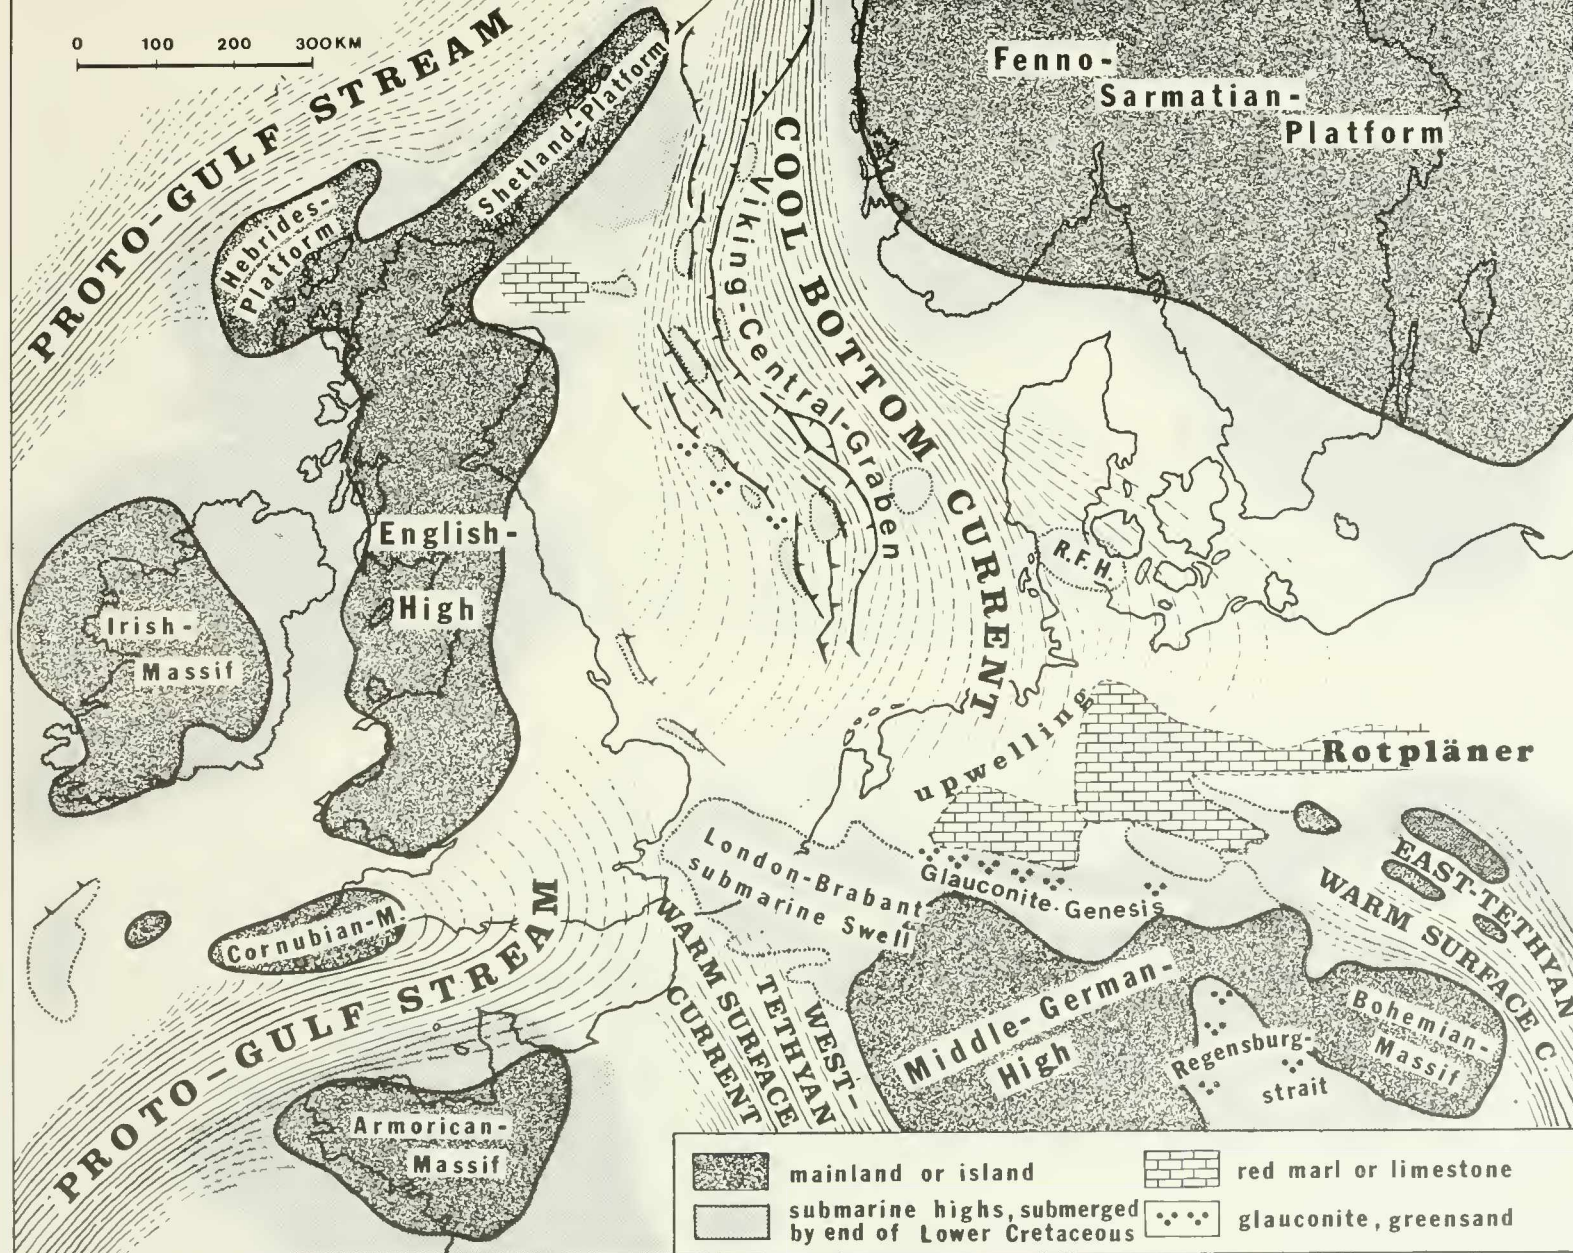 0 100 200 300KM
PROTO-GULF STREAM
Hebrides-
Platform
Shetland-Platform
COOL BOTTOM CURRENT
Viking-Central-Graben
Fenno-
Sarmatian-
Platform
English-
High
Irish-
Massif
R.F.H.
upwelling
Rotpläner
London-Brabant
submarine Swell
Glauconite-Genesis
EAST-TETHYAN
WARM SURFACE C.
Cornubian-M.
PROTO-GULF STREAM
WARM SURFACE
CURRENT
WEST-
TETHYAN
Middle-German-
High
Regensburg-
strait
Bohemian-
Massif
Armorican-
Massif
mainland or island
submarine highs, submerged
by end of Lower Cretaceous
red marl or limestone
glauconite, greensand